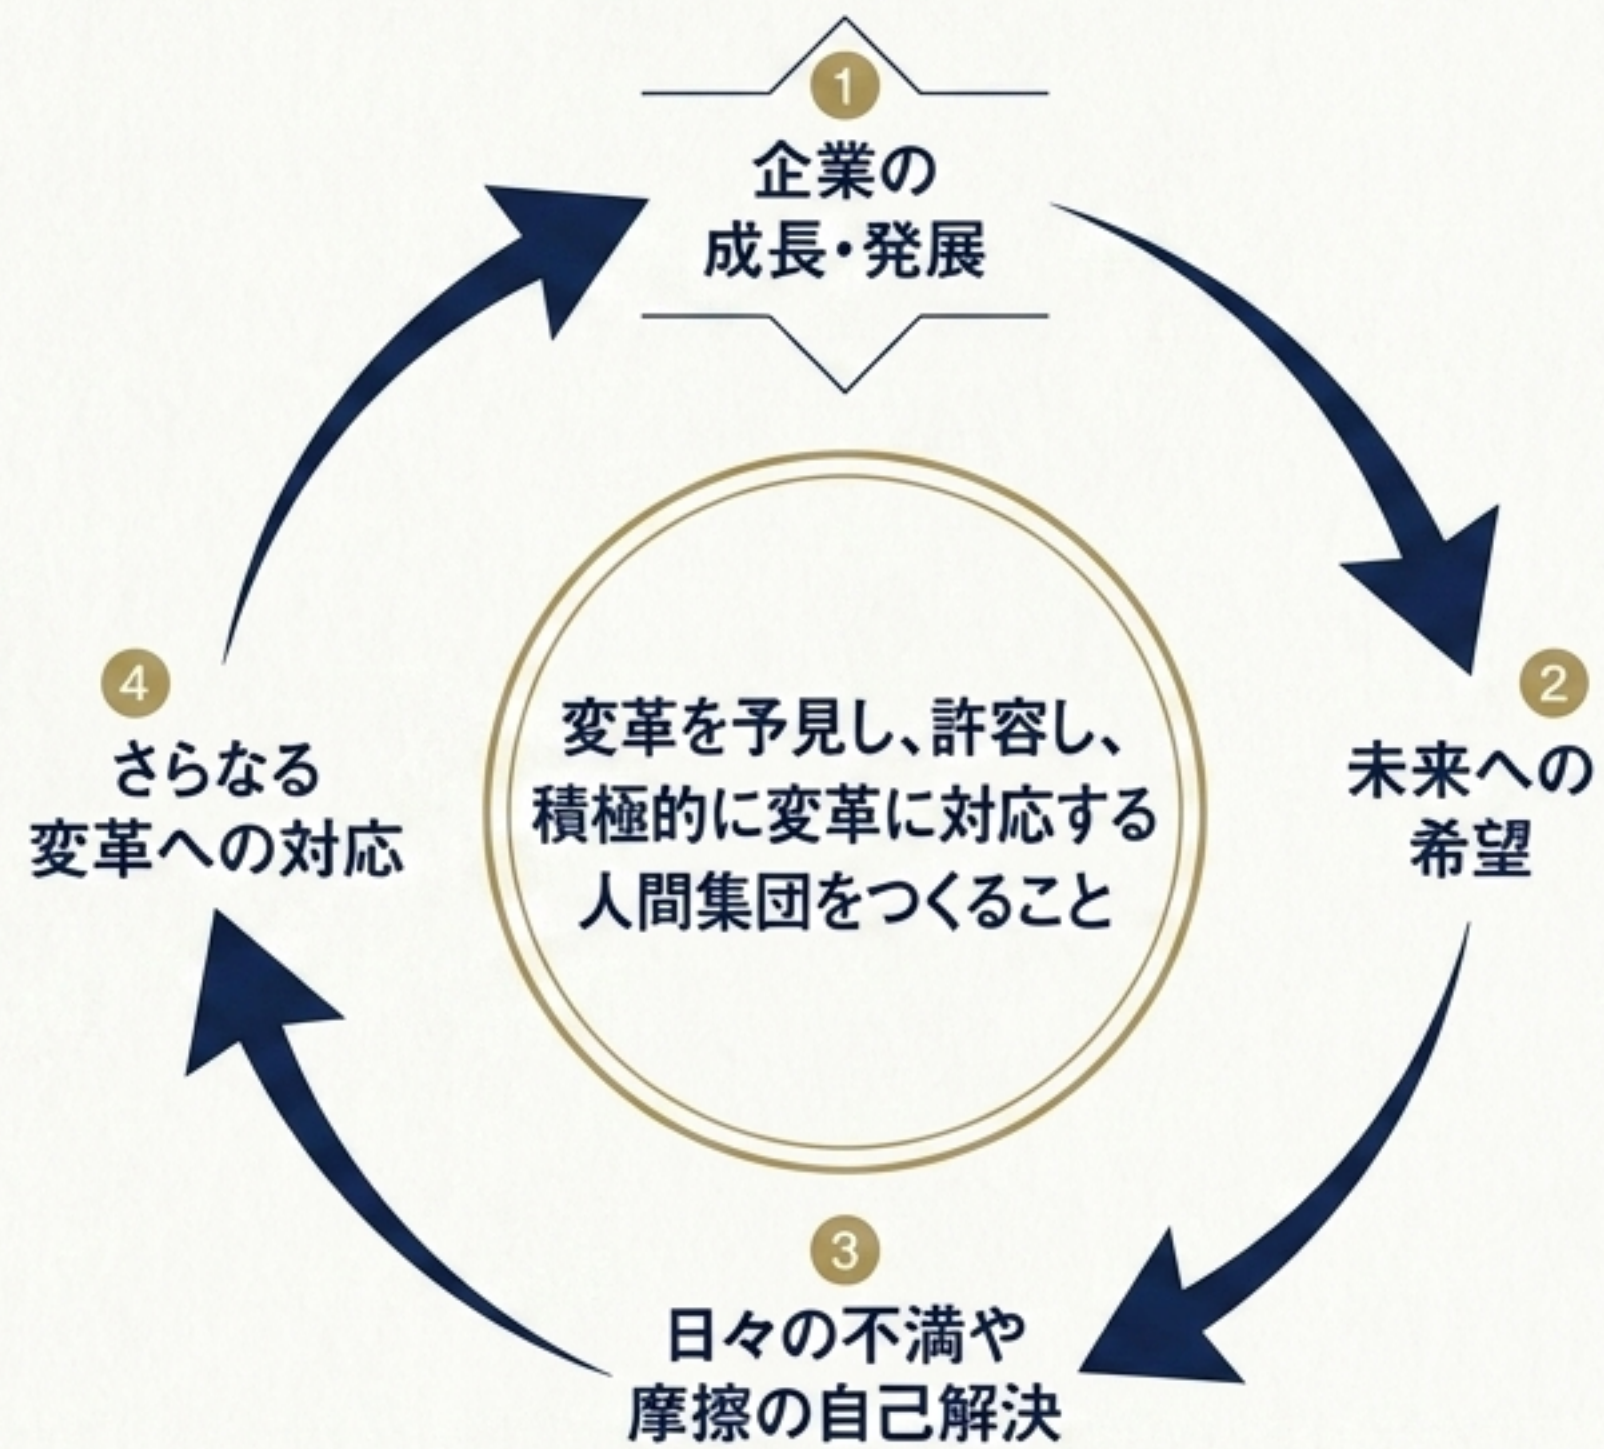 1
企業の
成長・発展
2
未来への
希望
3
日々の不満や
摩擦の自己解決
4
さらなる
変革への対応
変革を予見し、許容し、
積極的に変革に対応する
人間集団をつくること